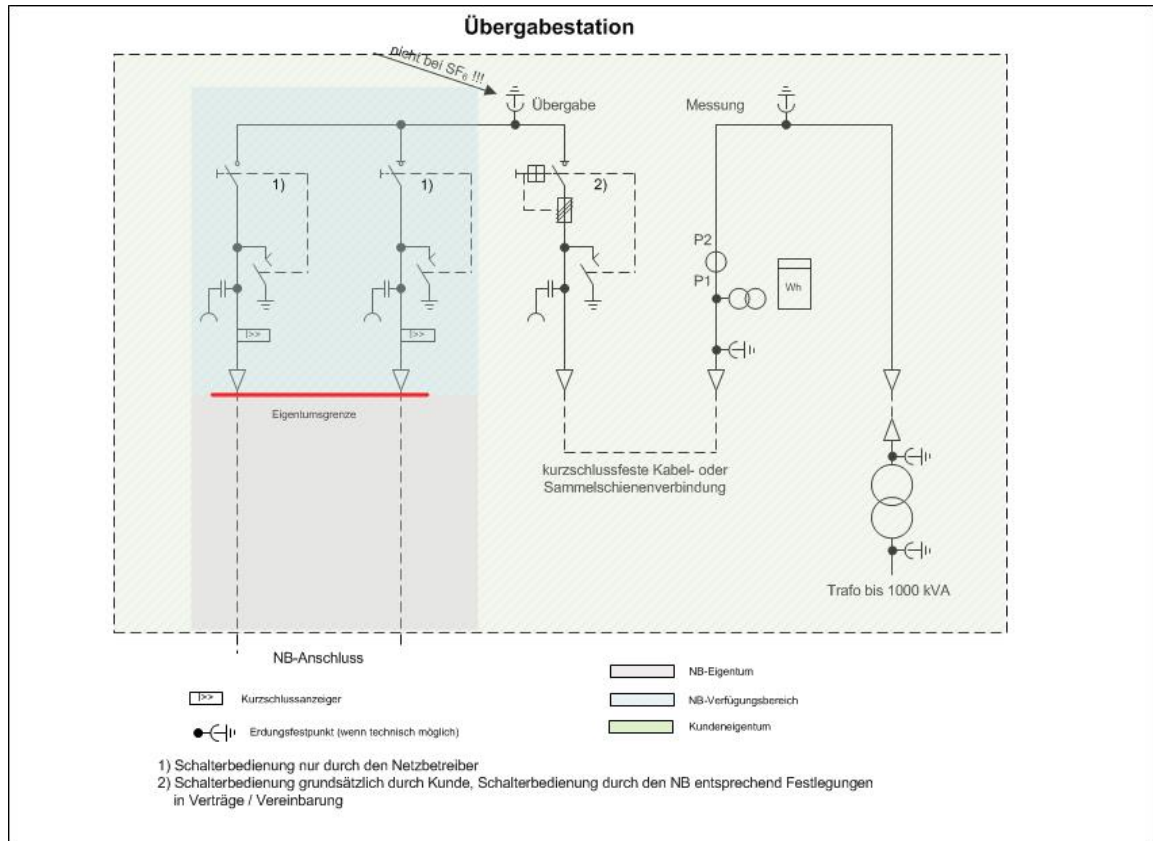 Übergabestation
nicht bei SF₆ !!!
Übergabe
Messung
1)
1)
2)
P2
P1
Wh
I>>
I>>
Eigentumsgrenze
kurzschlussfeste Kabel- oder
Sammelschienenverbindung
Trafo bis 1000 kVA
NB-Anschluss
NB-Eigentum
I>> Kurzschlussanzeiger
NB-Verfügungsbereich
Erdungsfestpunkt (wenn technisch möglich)
Kundeneigentum
1) Schalterbedienung nur durch den Netzbetreiber
2) Schalterbedienung grundsätzlich durch Kunde, Schalterbedienung durch den NB entsprechend Festlegungen
in Verträge / Vereinbarung